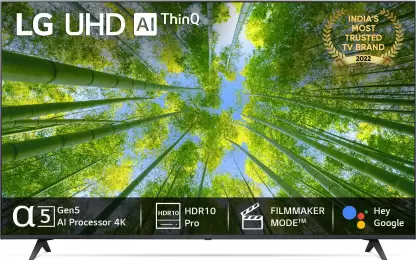 LG UHD AI ThinQ
INDIA'S
MOST
TRUSTED
TV BRAND
2022
α5 Gen5
AI Processor 4K
HDR10
HDR10
Pro
FILMMAKER
MODE™
Hey
Google